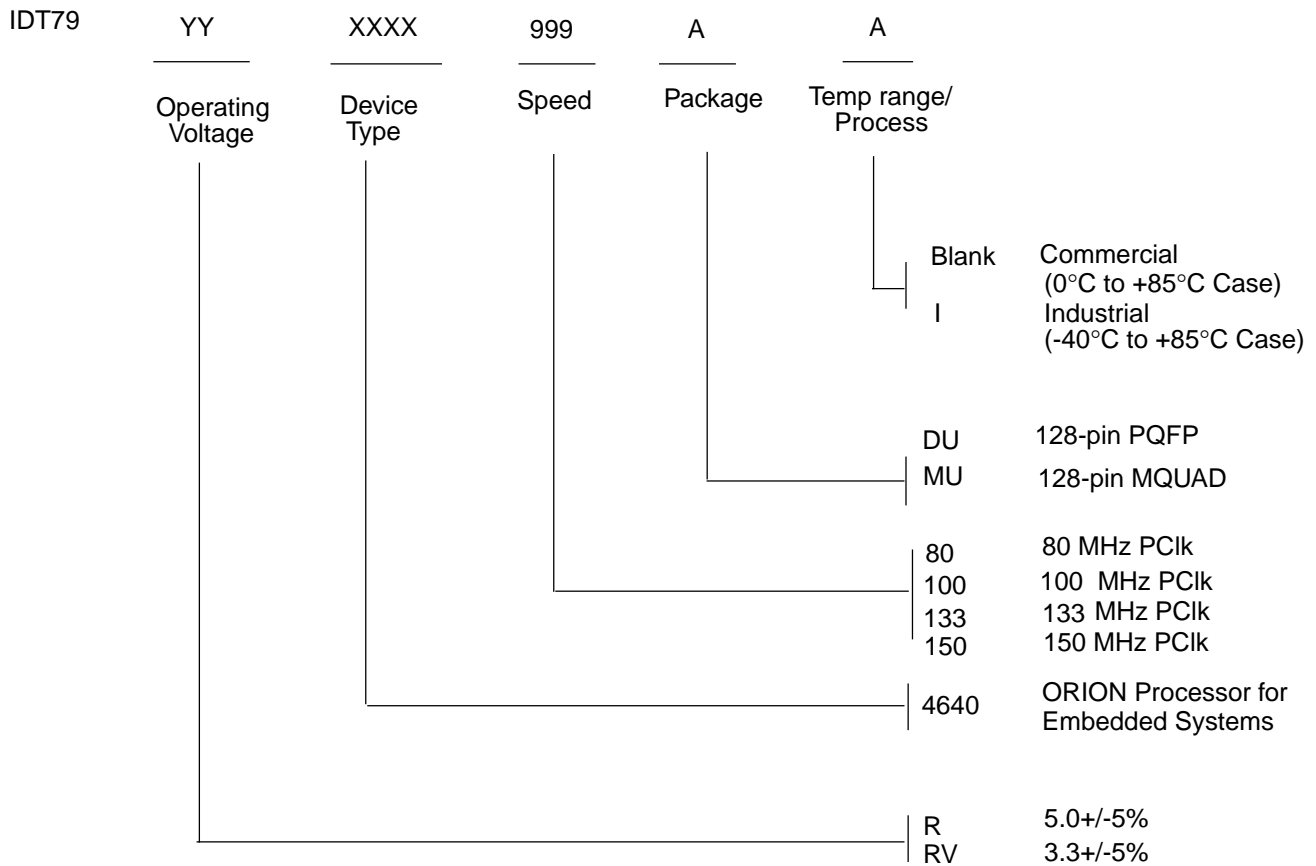 IDT79 YY XXXX 999 A A
Operating Voltage
Device Type
Speed
Package
Temp range/ Process
Blank Commercial
(0°C to +85°C Case)
I Industrial
(-40°C to +85°C Case)
DU 128-pin PQFP
MU 128-pin MQUAD
80 80 MHz PClk
100 100 MHz PClk
133 133 MHz PClk
150 150 MHz PClk
4640 ORION Processor for
Embedded Systems
R 5.0+/-5%
RV 3.3+/-5%